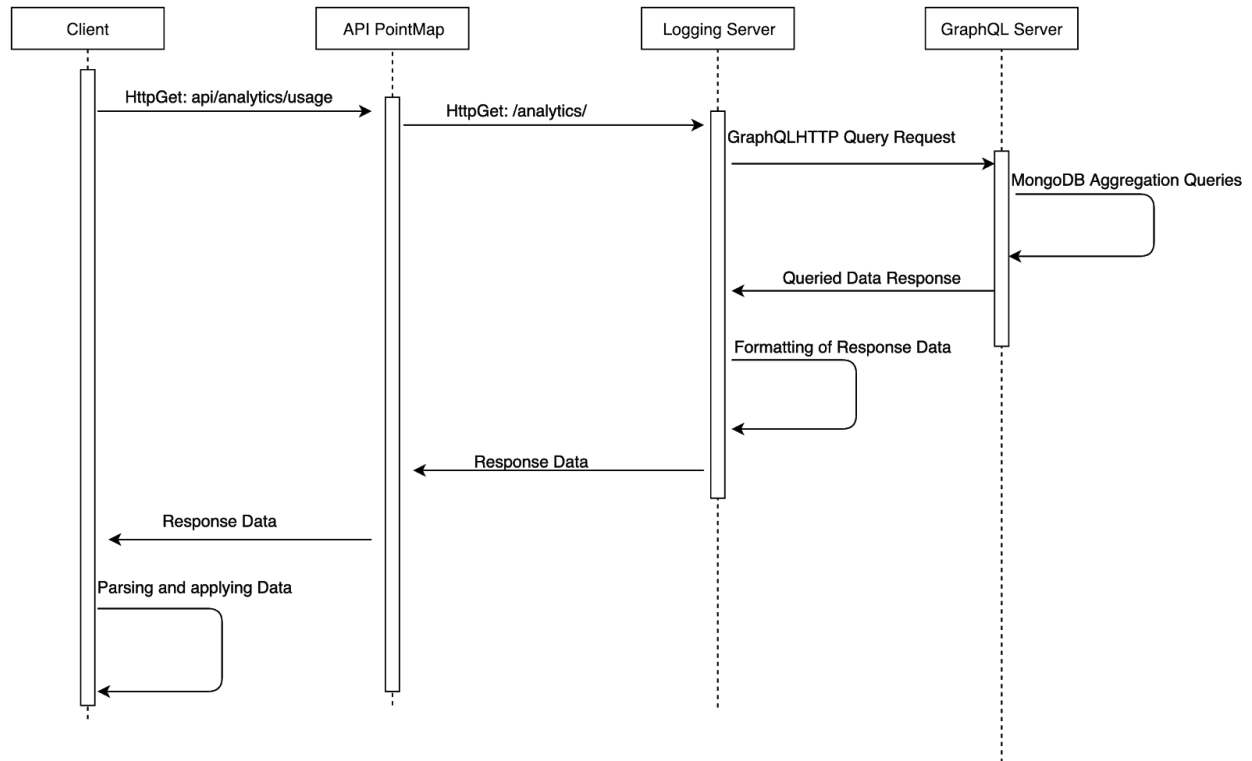 Client
API PointMap
Logging Server
GraphQL Server
HttpGet: api/analytics/usage
HttpGet: /analytics/
GraphQLHTTP Query Request
MongoDB Aggregation Queries
Queried Data Response
Formatting of Response Data
Response Data
Response Data
Parsing and applying Data